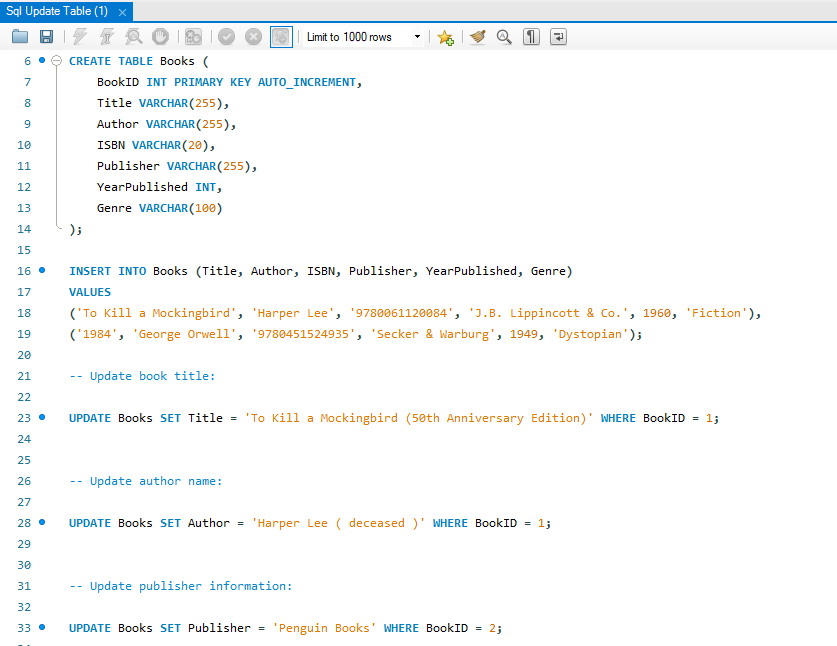 Sql Update Table (1)
Limit to 1000 rows
6 CREATE TABLE Books (
7 BookID INT PRIMARY KEY AUTO_INCREMENT,
8 Title VARCHAR(255),
9 Author VARCHAR(255),
10 ISBN VARCHAR(20),
11 Publisher VARCHAR(255),
12 YearPublished INT,
13 Genre VARCHAR(100)
14 );
15
16 INSERT INTO Books (Title, Author, ISBN, Publisher, YearPublished, Genre)
17 VALUES
18 ('To Kill a Mockingbird', 'Harper Lee', '9780061120084', 'J.B. Lippincott & Co.', 1960, 'Fiction'),
19 ('1984', 'George Orwell', '9780451524935', 'Secker & Warburg', 1949, 'Dystopian');
20
21 -- Update book title:
22
23 UPDATE Books SET Title = 'To Kill a Mockingbird (50th Anniversary Edition)' WHERE BookID = 1;
24
25
26 -- Update author name:
27
28 UPDATE Books SET Author = 'Harper Lee ( deceased )' WHERE BookID = 1;
29
30
31 -- Update publisher information:
32
33 UPDATE Books SET Publisher = 'Penguin Books' WHERE BookID = 2;